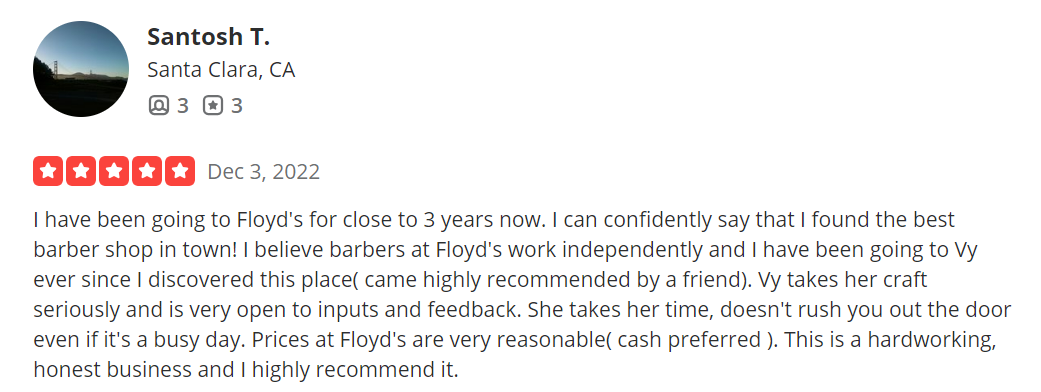 Santosh T.
Santa Clara, CA
3 3
Dec 3, 2022
I have been going to Floyd's for close to 3 years now. I can confidently say that I found the best
barber shop in town! I believe barbers at Floyd's work independently and I have been going to Vy
ever since I discovered this place( came highly recommended by a friend). Vy takes her craft
seriously and is very open to inputs and feedback. She takes her time, doesn't rush you out the door
even if it's a busy day. Prices at Floyd's are very reasonable( cash preferred ). This is a hardworking,
honest business and I highly recommend it.